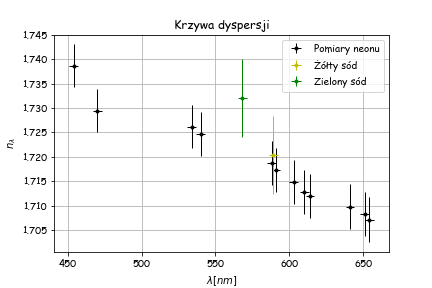 Krzywa dyspersji
1,745
1,740
1,735
1,730
1,725
1,720
1,715
1,710
1,705
n_λ
Pomiary neonu
Żółty sód
Zielony sód
450 500 550 600 650
λ[nm]